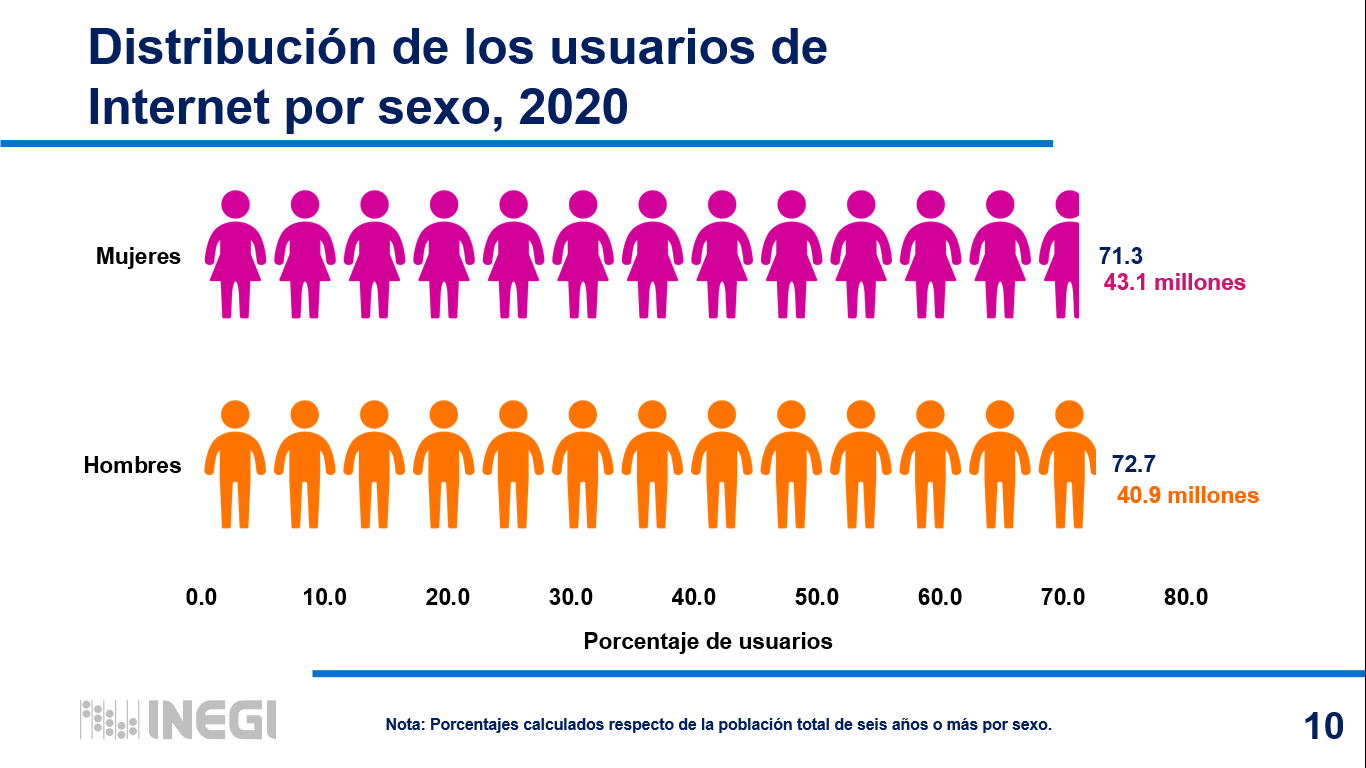 Distribución de los usuarios de
Internet por sexo, 2020
Mujeres
71.3
43.1 millones
Hombres
72.7
40.9 millones
0.0 10.0 20.0 30.0 40.0 50.0 60.0 70.0 80.0
Porcentaje de usuarios
INEGI
Nota: Porcentajes calculados respecto de la población total de seis años o más por sexo.
10